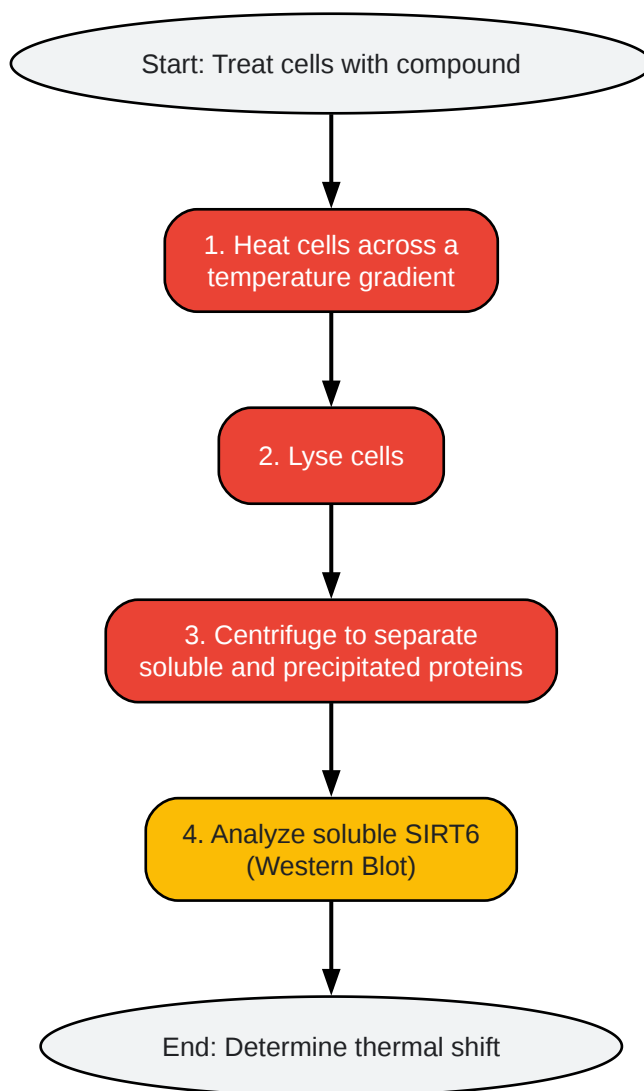 Start: Treat cells with compound
1. Heat cells across a
temperature gradient
2. Lyse cells
3. Centrifuge to separate
soluble and precipitated proteins
4. Analyze soluble SIRT6
(Western Blot)
End: Determine thermal shift